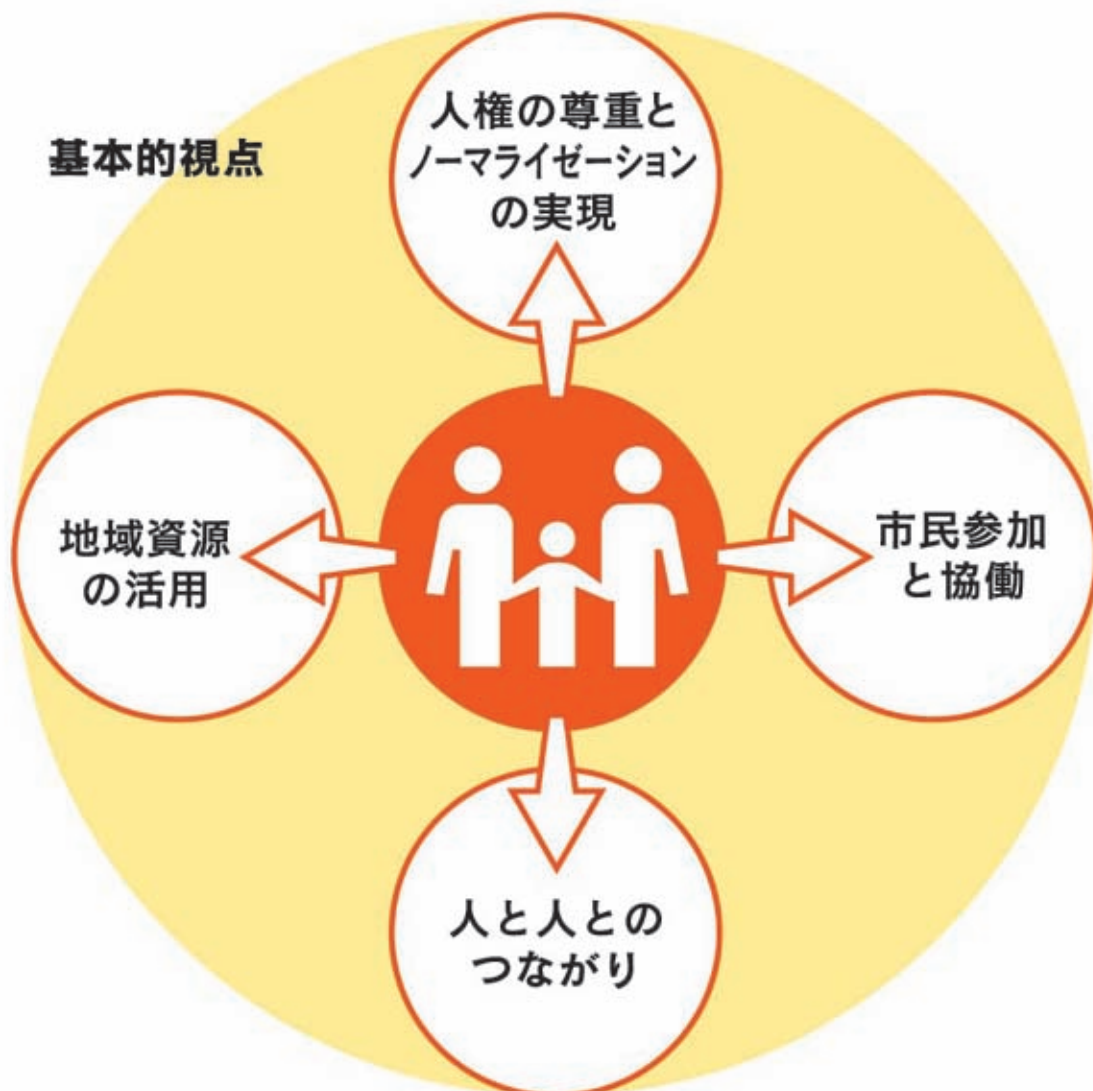 基本的視点
人権の尊重と
ノーマライゼーション
の実現
地域資源
の活用
市民参加
と協働
人と人との
つながり